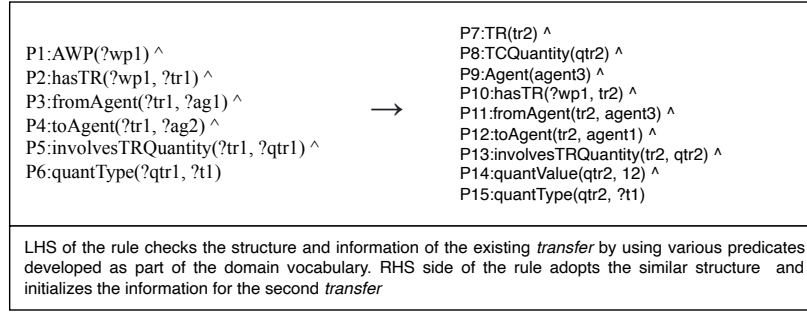 P1:AWP(?wp1) ^
P2:hasTR(?wp1, ?tr1) ^
P3:fromAgent(?tr1, ?ag1) ^
P4:toAgent(?tr1, ?ag2) ^
P5:involvesTRQuantity(?tr1, ?qtr1) ^
P6:quantType(?qtr1, ?t1)
→
P7:TR(tr2) ^
P8:TCQuantity(qtr2) ^
P9:Agent(agent3) ^
P10:hasTR(?wp1, tr2) ^
P11:fromAgent(tr2, agent3) ^
P12:toAgent(tr2, agent1) ^
P13:involvesTRQuantity(tr2, qtr2) ^
P14:quantValue(qtr2, 12) ^
P15:quantType(qtr2, ?t1)
LHS of the rule checks the structure and information of the existing transfer by using various predicates
developed as part of the domain vocabulary. RHS side of the rule adopts the similar structure and
initializes the information for the second transfer